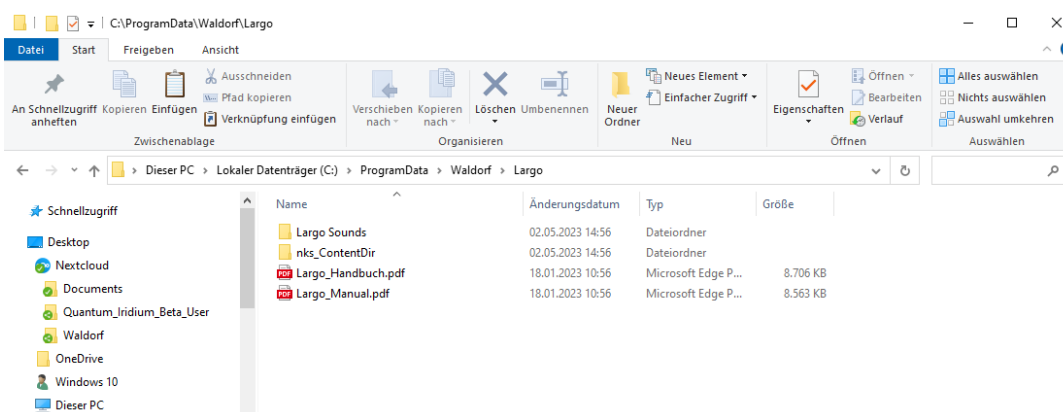 C:\ProgramData\Waldorf\Largo
Datei Start Freigeben Ansicht
An Schnellzugriff anheften
Kopieren
Einfügen
Ausschneiden
Pfad kopieren
Verknüpfung einfügen
Zwischenablage
Verschieben nach
Kopieren nach
Löschen
Umbenennen
Organisieren
Neuer Ordner
Neues Element
Einfacher Zugriff
Neu
Eigenschaften
Öffnen
Bearbeiten
Verlauf
Öffnen
Alles auswählen
Nichts auswählen
Auswahl umkehren
Auswählen
Dieser PC > Lokaler Datenträger (C:) > ProgramData > Waldorf > Largo
Schnellzugriff
Desktop
Nextcloud
Documents
Quantum_Iridium_Beta_User
Waldorf
OneDrive
Windows 10
Dieser PC
Name Änderungsdatum Typ Größe
Largo Sounds 02.05.2023 14:56 Dateiordner
nks_ContentDir 02.05.2023 14:56 Dateiordner
PDF Largo_Handbuch.pdf 18.01.2023 10:56 Microsoft Edge P... 8.706 KB
PDF Largo_Manual.pdf 18.01.2023 10:56 Microsoft Edge P... 8.563 KB